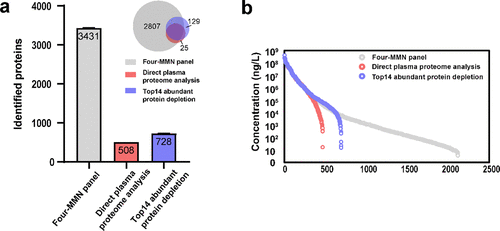 a
Identified proteins
4000
3000
2000
1000
0
3431
508
728
2807
129
25
Four-MMN panel
Direct plasma proteome analysis
Top14 abundant protein depletion
Four-MMN panel
Direct plasma
proteome analysis
Top14 abundant
protein depletion
b
Concentration (ng/L)
10⁹
10⁸
10⁷
10⁶
10⁵
10⁴
10³
10²
10¹
10⁰
0
500
1000
1500
2000
2500
Four-MMN panel
Direct plasma proteome analysis
Top14 abundant protein depletion